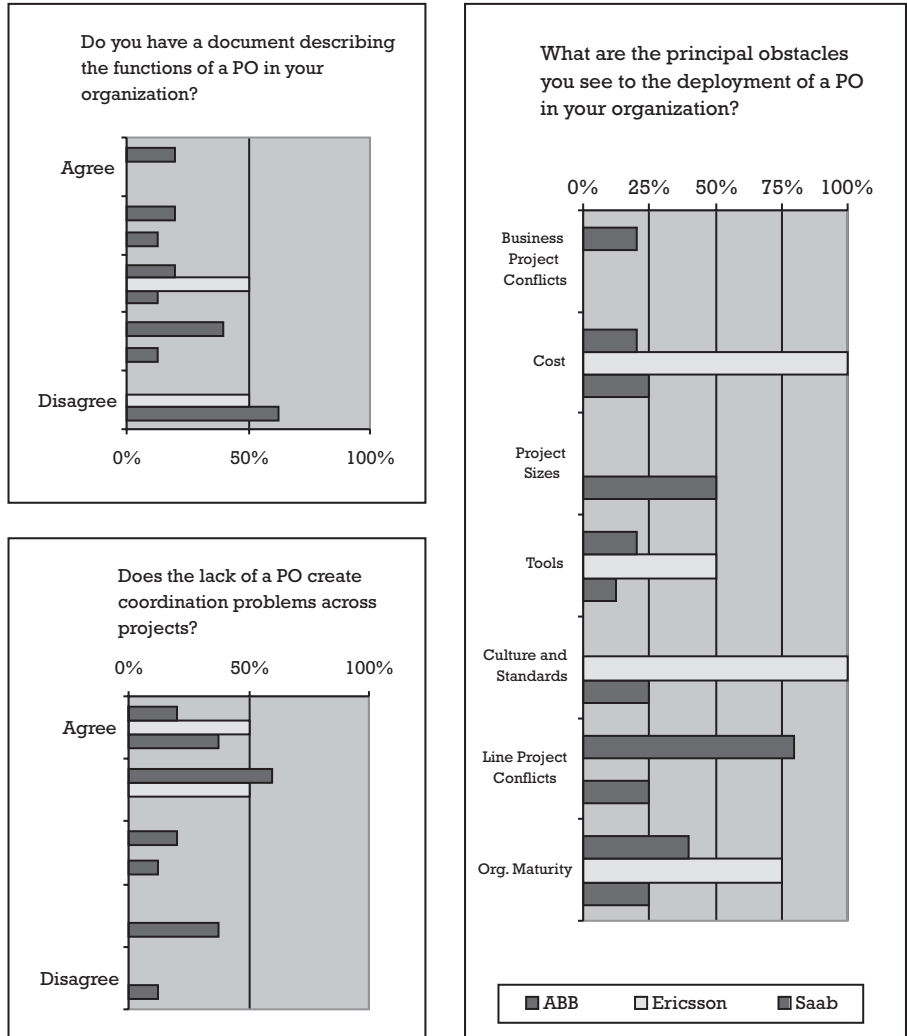 Do you have a document describing
the functions of a PO in your
organization?
Agree
Disagree
0%
50%
100%
Does the lack of a PO create
coordination problems across
projects?
0%
50%
100%
Agree
Disagree
What are the principal obstacles
you see to the deployment of a PO
in your organization?
0%
25%
50%
75%
100%
Business
Project
Conflicts
Cost
Project
Sizes
Tools
Culture and
Standards
Line Project
Conflicts
Org. Maturity
ABB
Ericsson
Saab